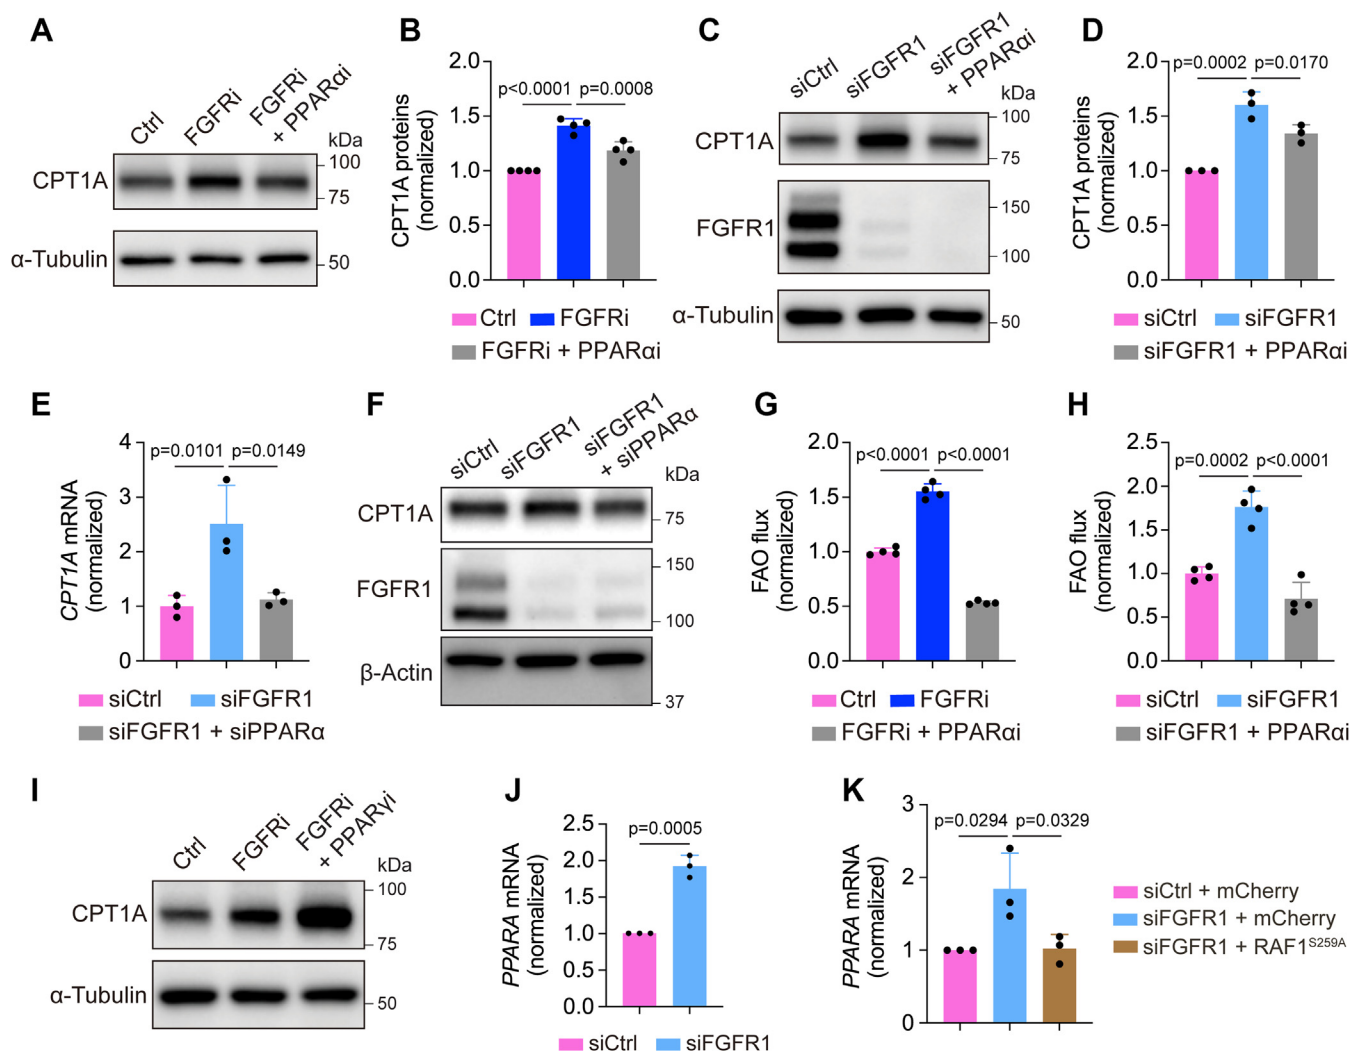 A
Ctrl
FGFRi
FGFRi
+ PPARαi
kDa
CPT1A
100
75
α-Tubulin
50
B
CPT1A proteins
(normalized)
2.0
1.5
1.0
0.5
0.0
p<0.0001
p=0.0008
Ctrl
FGFRi
FGFRi + PPARαi
C
siCtrl
siFGFR1
siFGFR1
+ PPARαi
kDa
CPT1A
100
75
FGFR1
150
100
α-Tubulin
50
D
CPT1A proteins
(normalized)
2.0
1.5
1.0
0.5
0.0
p=0.0002
p=0.0170
siCtrl
siFGFR1
siFGFR1 + PPARαi
E
CPT1A mRNA
(normalized)
4
3
2
1
0
p=0.0101
p=0.0149
siCtrl
siFGFR1
siFGFR1 + siPPARα
F
siCtrl
siFGFR1
siFGFR1
+ siPPARα
kDa
CPT1A
75
FGFR1
150
100
β-Actin
37
G
FAO flux
(normalized)
2.0
1.5
1.0
0.5
0.0
p<0.0001
p<0.0001
Ctrl
FGFRi
FGFRi + PPARαi
H
FAO flux
(normalized)
2.5
2.0
1.5
1.0
0.5
0.0
p=0.0002
p<0.0001
siCtrl
siFGFR1
siFGFR1 + PPARαi
I
Ctrl
FGFRi
FGFRi
+ PPARγi
kDa
CPT1A
100
75
α-Tubulin
50
J
PPARA mRNA
(normalized)
2.5
2.0
1.5
1.0
0.5
0.0
p=0.0005
siCtrl
siFGFR1
K
PPARA mRNA
(normalized)
3
2
1
0
p=0.0294
p=0.0329
siCtrl + mCherry
siFGFR1 + mCherry
siFGFR1 + RAF1S259A